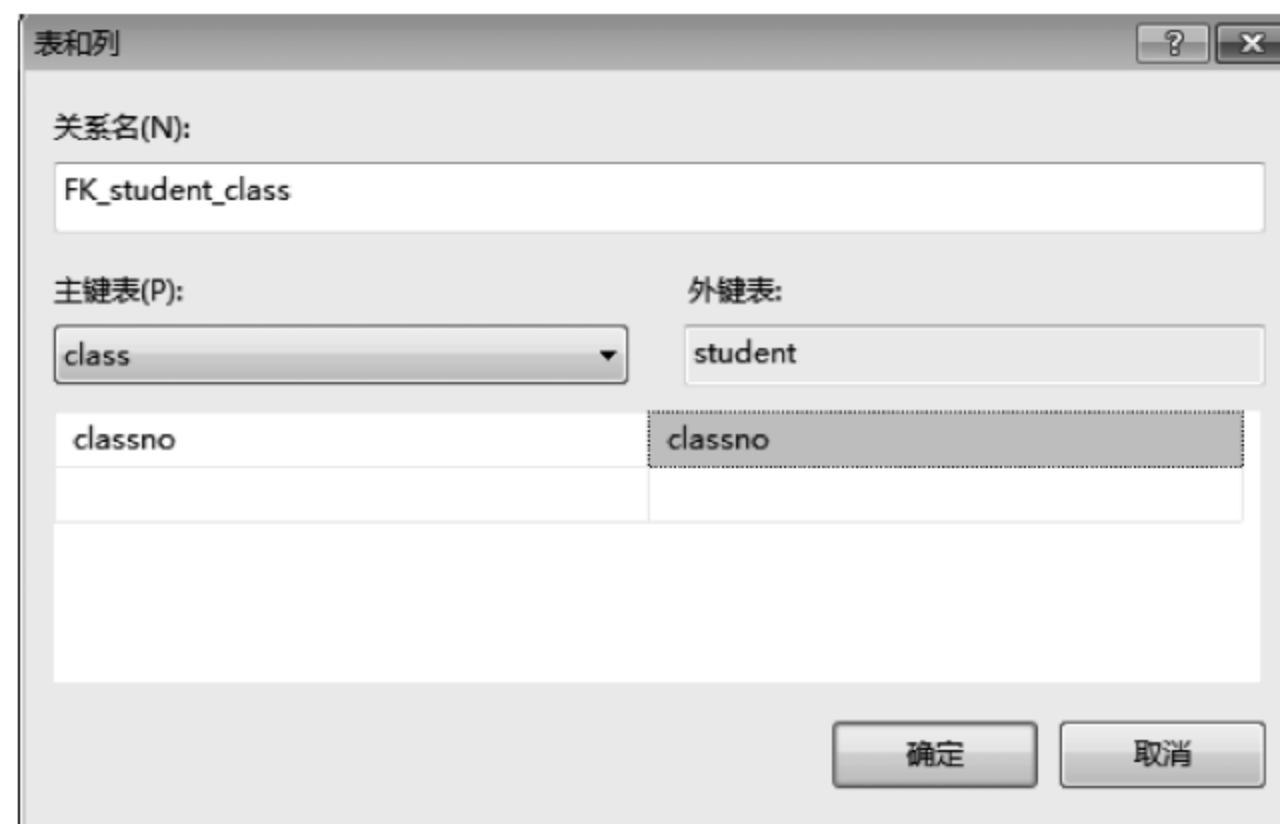 表和列
关系名(N):
FK_student_class
主键表(P):
外键表:
class
student
classno
classno
确定
取消